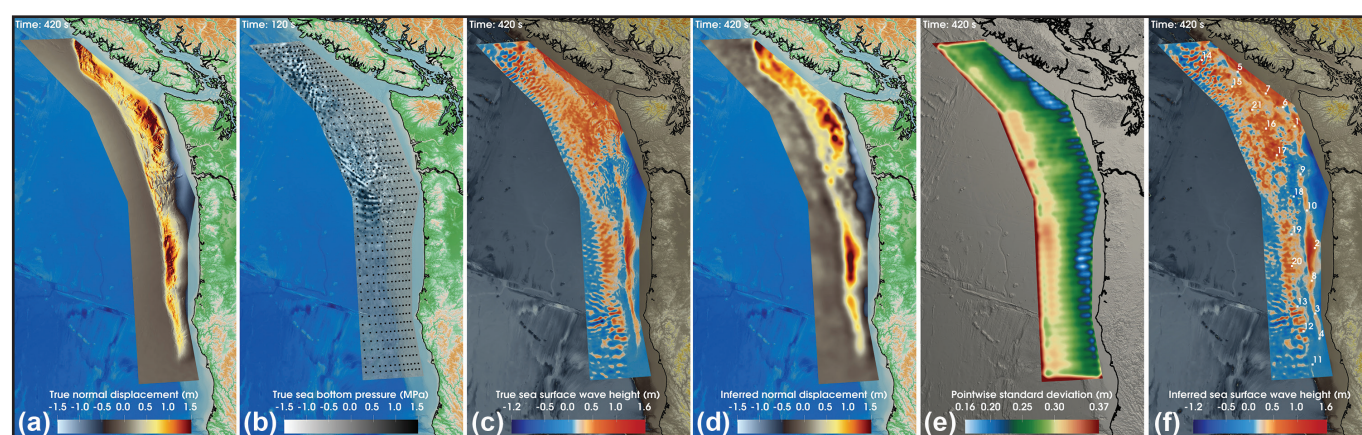 Time: 420 s
True normal displacement (m)
-1.5 -1.0 -0.5 0.0 0.5 1.0 1.5
(a)
Time: 120 s
True sea bottom pressure (MPa)
-1.5 -1.0 -0.5 0.0 0.5 1.0 1.5
(b)
Time: 420 s
True sea surface wave height (m)
-1.2 -0.5 0.0 0.5 1.0 1.6
(c)
Time: 420 s
Inferred normal displacement (m)
-1.5 -1.0 -0.5 0.0 0.5 1.0 1.5
(d)
Time: 420 s
Pointwise standard deviation (m)
0.16 0.20 0.25 0.30 0.37
(e)
Time: 420 s
14
5
15
7
21
6
16
1
17
9
18
10
19
2
20
8
13
3
12
4
11
Inferred sea surface wave height (m)
-1.2 -0.5 0.0 0.5 1.0 1.6
(f)